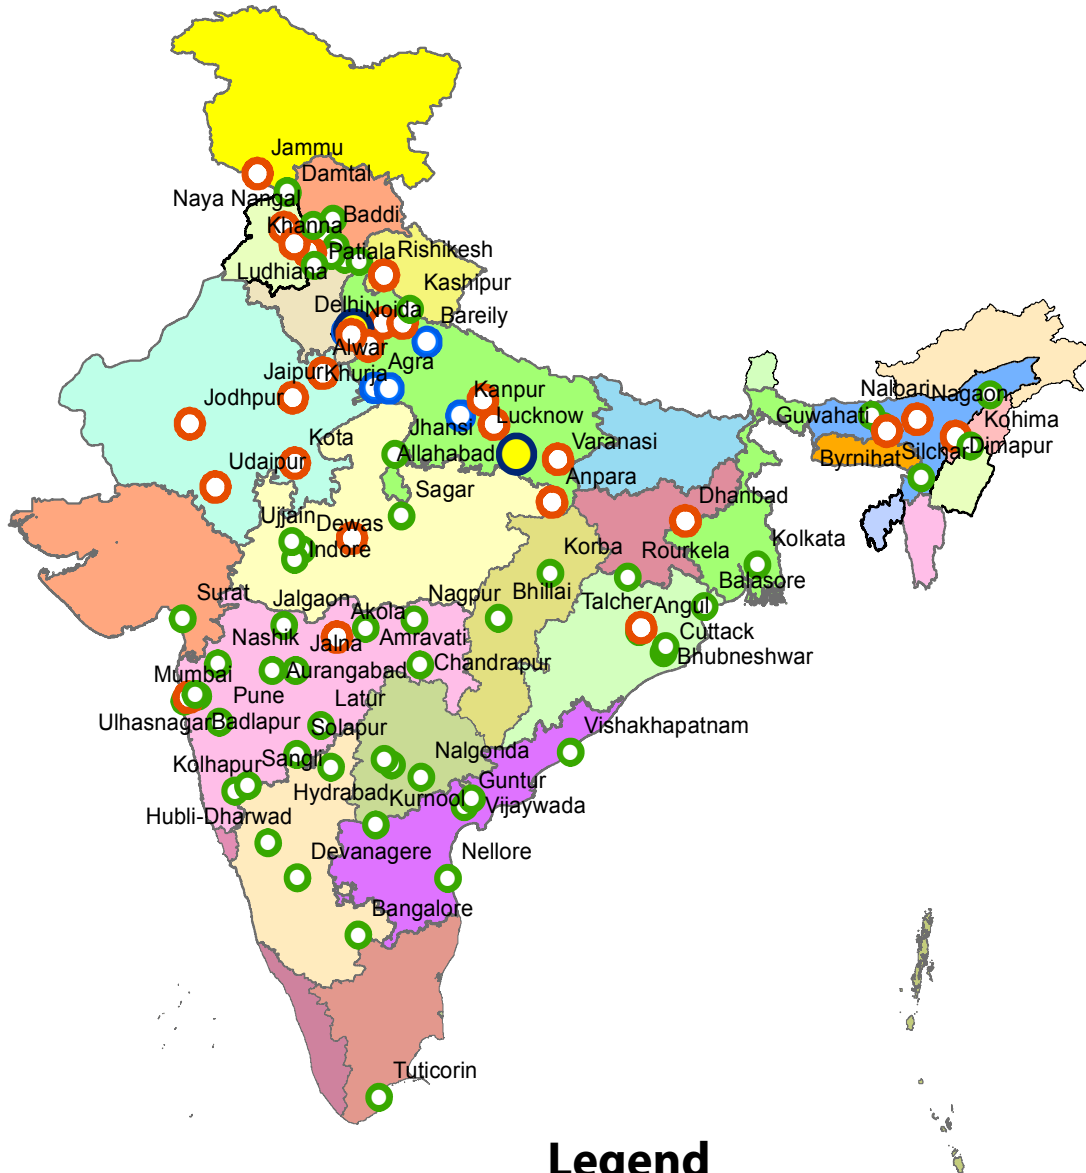 Jammu
Damtal
Naya Nangal
Baddi
Khanna
Patiala
Rishikesh
Ludhiana
Kashipur
Delhi
Noida
Bareily
Alwar
Agra
Jaipur
Khurja
Kanpur
Jodhpur
Lucknow
Jhansi
Kota
Allahabad
Varanasi
Udaipur
Anpara
Nalbari
Nagaon
Guwahati
Kohima
Dimapur
Byrnihat
Silchar
Sagar
Dhanbad
Ujjain
Dewas
Indore
Korba
Rourkela
Kolkata
Balasore
Surat
Jalgaon
Akola
Nagpur
Bhillai
Talcher
Angul
Nashik
Jalna
Amravati
Cuttack
Bhubneshwar
Mumbai
Aurangabad
Chandrapur
Pune
Latur
Ulhasnagar
Badlapur
Solapur
Vishakhapatnam
Kolhapur
Sangli
Nalgonda
Hydrabad
Kurnool
Guntur
Vijaywada
Hubli-Dharwad
Devanagere
Nellore
Bangalore
Tuticorin
Legend